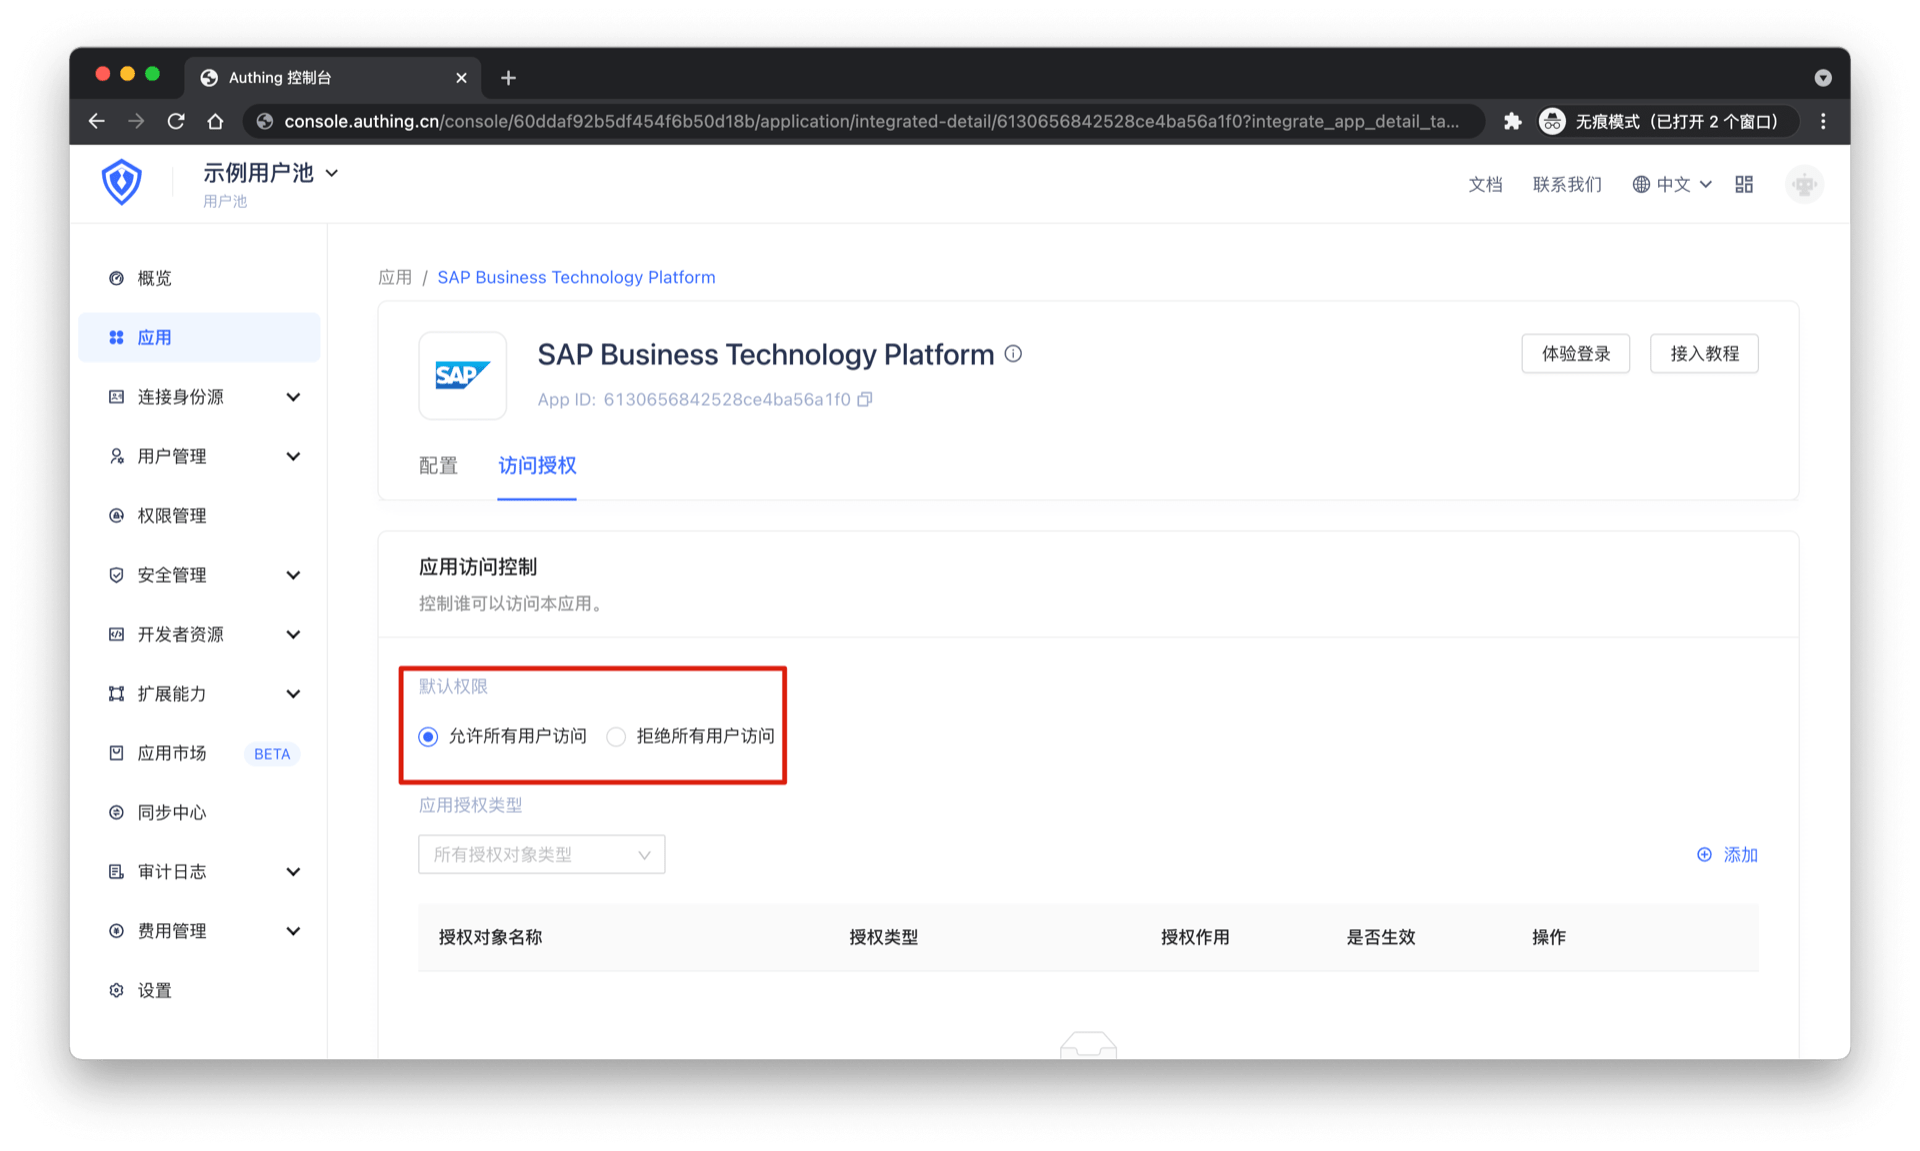 Authing 控制台
console.authing.cn/console/60ddaf92b5df454f6b50d18b/application/integrated-detail/6130656842528ce4ba56a1f0?integrate_app_detail_ta...
无痕模式（已打开 2 个窗口）
示例用户池
用户池
文档
联系我们
中文
概览
应用
连接身份源
用户管理
权限管理
安全管理
开发者资源
扩展能力
应用市场 BETA
同步中心
审计日志
费用管理
设置
应用 / SAP Business Technology Platform
SAP
SAP Business Technology Platform
App ID: 6130656842528ce4ba56a1f0
体验登录
接入教程
配置
访问授权
应用访问控制
控制谁可以访问本应用。
默认权限
允许所有用户访问 拒绝所有用户访问
应用授权类型
所有授权对象类型
添加
授权对象名称 授权类型 授权作用 是否生效 操作